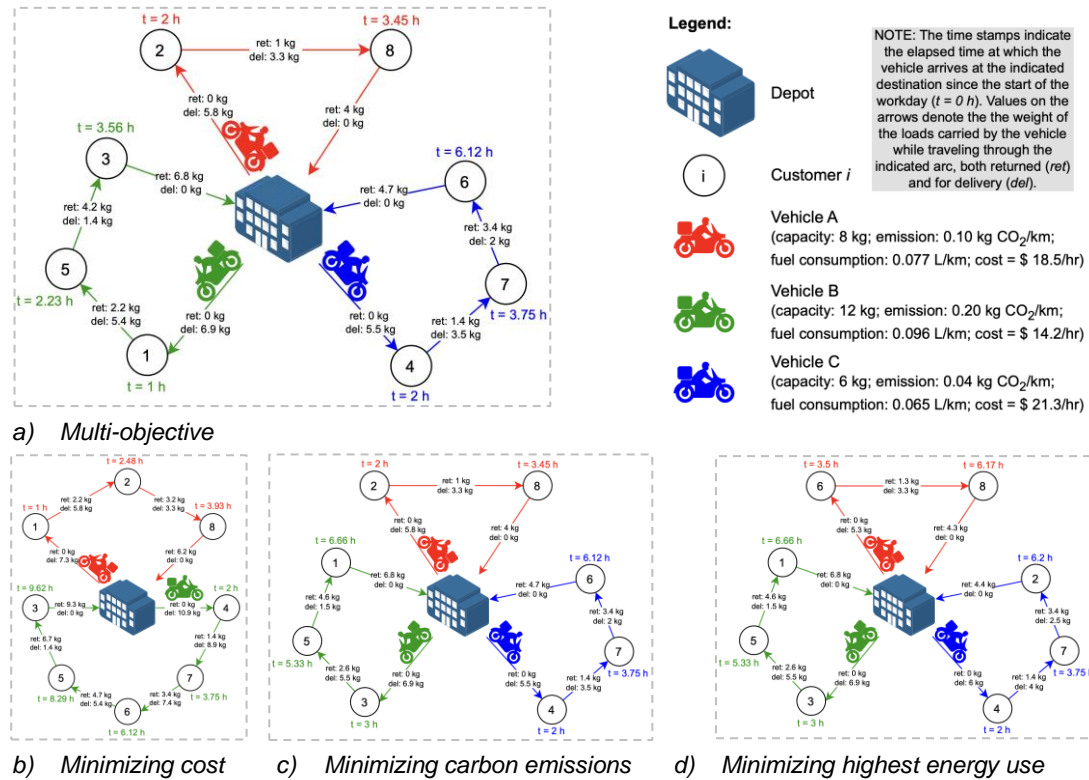 t = 2 h
t = 3.45 h
2
ret: 1 kg
del: 3.3 kg
8
ret: 0 kg
del: 5.8 kg
ret: 4 kg
del: 0 kg
t = 3.56 h
3
ret: 6.8 kg
del: 0 kg
t = 6.12 h
6
ret: 4.7 kg
del: 0 kg
ret: 4.2 kg
del: 1.4 kg
ret: 3.4 kg
del: 2 kg
5
t = 2.23 h
7
t = 3.75 h
ret: 2.2 kg
del: 5.4 kg
ret: 0 kg
del: 6.9 kg
ret: 0 kg
del: 5.5 kg
ret: 1.4 kg
del: 3.5 kg
1
t = 1 h
4
t = 2 h
a) Multi-objective
Legend:
Depot
i
Customer i
NOTE: The time stamps indicate
the elapsed time at which the
vehicle arrives at the indicated
destination since the start of the
workday (t = 0 h). Values on the
arrows denote the the weight of
the loads carried by the vehicle
while traveling through the
indicated arc, both returned (ret)
and for delivery (del).
Vehicle A
(capacity: 8 kg; emission: 0.10 kg CO2/km;
fuel consumption: 0.077 L/km; cost = $ 18.5/hr)
Vehicle B
(capacity: 12 kg; emission: 0.20 kg CO2/km;
fuel consumption: 0.096 L/km; cost = $ 14.2/hr)
Vehicle C
(capacity: 6 kg; emission: 0.04 kg CO2/km;
fuel consumption: 0.065 L/km; cost = $ 21.3/hr)
t = 2.48 h
2
ret: 2.2 kg
del: 5.8 kg
ret: 3.2 kg
del: 3.3 kg
t = 1 h
1
t = 3.93 h
8
ret: 0 kg
del: 7.3 kg
ret: 6.2 kg
del: 0 kg
t = 9.62 h
3
ret: 9.3 kg
del: 0 kg
ret: 0 kg
del: 10.9 kg
t = 2 h
4
ret: 6.7 kg
del: 1.4 kg
ret: 1.4 kg
del: 8.9 kg
5
t = 8.29 h
7
t = 3.75 h
ret: 4.7 kg
del: 5.4 kg
ret: 3.4 kg
del: 7.4 kg
6
t = 6.12 h
b) Minimizing cost
t = 2 h
2
ret: 1 kg
del: 3.3 kg
t = 3.45 h
8
ret: 0 kg
del: 5.8 kg
ret: 4 kg
del: 0 kg
t = 6.66 h
1
ret: 6.8 kg
del: 0 kg
t = 6.12 h
6
ret: 4.7 kg
del: 0 kg
ret: 4.6 kg
del: 1.5 kg
ret: 3.4 kg
del: 2 kg
5
t = 5.33 h
7
t = 3.75 h
ret: 2.6 kg
del: 5.5 kg
ret: 0 kg
del: 6.9 kg
ret: 0 kg
del: 5.5 kg
ret: 1.4 kg
del: 3.5 kg
3
t = 3 h
4
t = 2 h
c) Minimizing carbon emissions
t = 3.5 h
6
ret: 1.3 kg
del: 3.3 kg
t = 6.17 h
8
ret: 0 kg
del: 5.3 kg
ret: 4.3 kg
del: 0 kg
t = 6.66 h
1
ret: 6.8 kg
del: 0 kg
t = 6.2 h
2
ret: 4.4 kg
del: 0 kg
ret: 4.6 kg
del: 1.5 kg
ret: 3.4 kg
del: 2.5 kg
5
t = 5.33 h
7
t = 3.75 h
ret: 2.6 kg
del: 5.5 kg
ret: 0 kg
del: 6.9 kg
ret: 0 kg
del: 6 kg
ret: 1.4 kg
del: 4 kg
3
t = 3 h
4
t = 2 h
d) Minimizing highest energy use